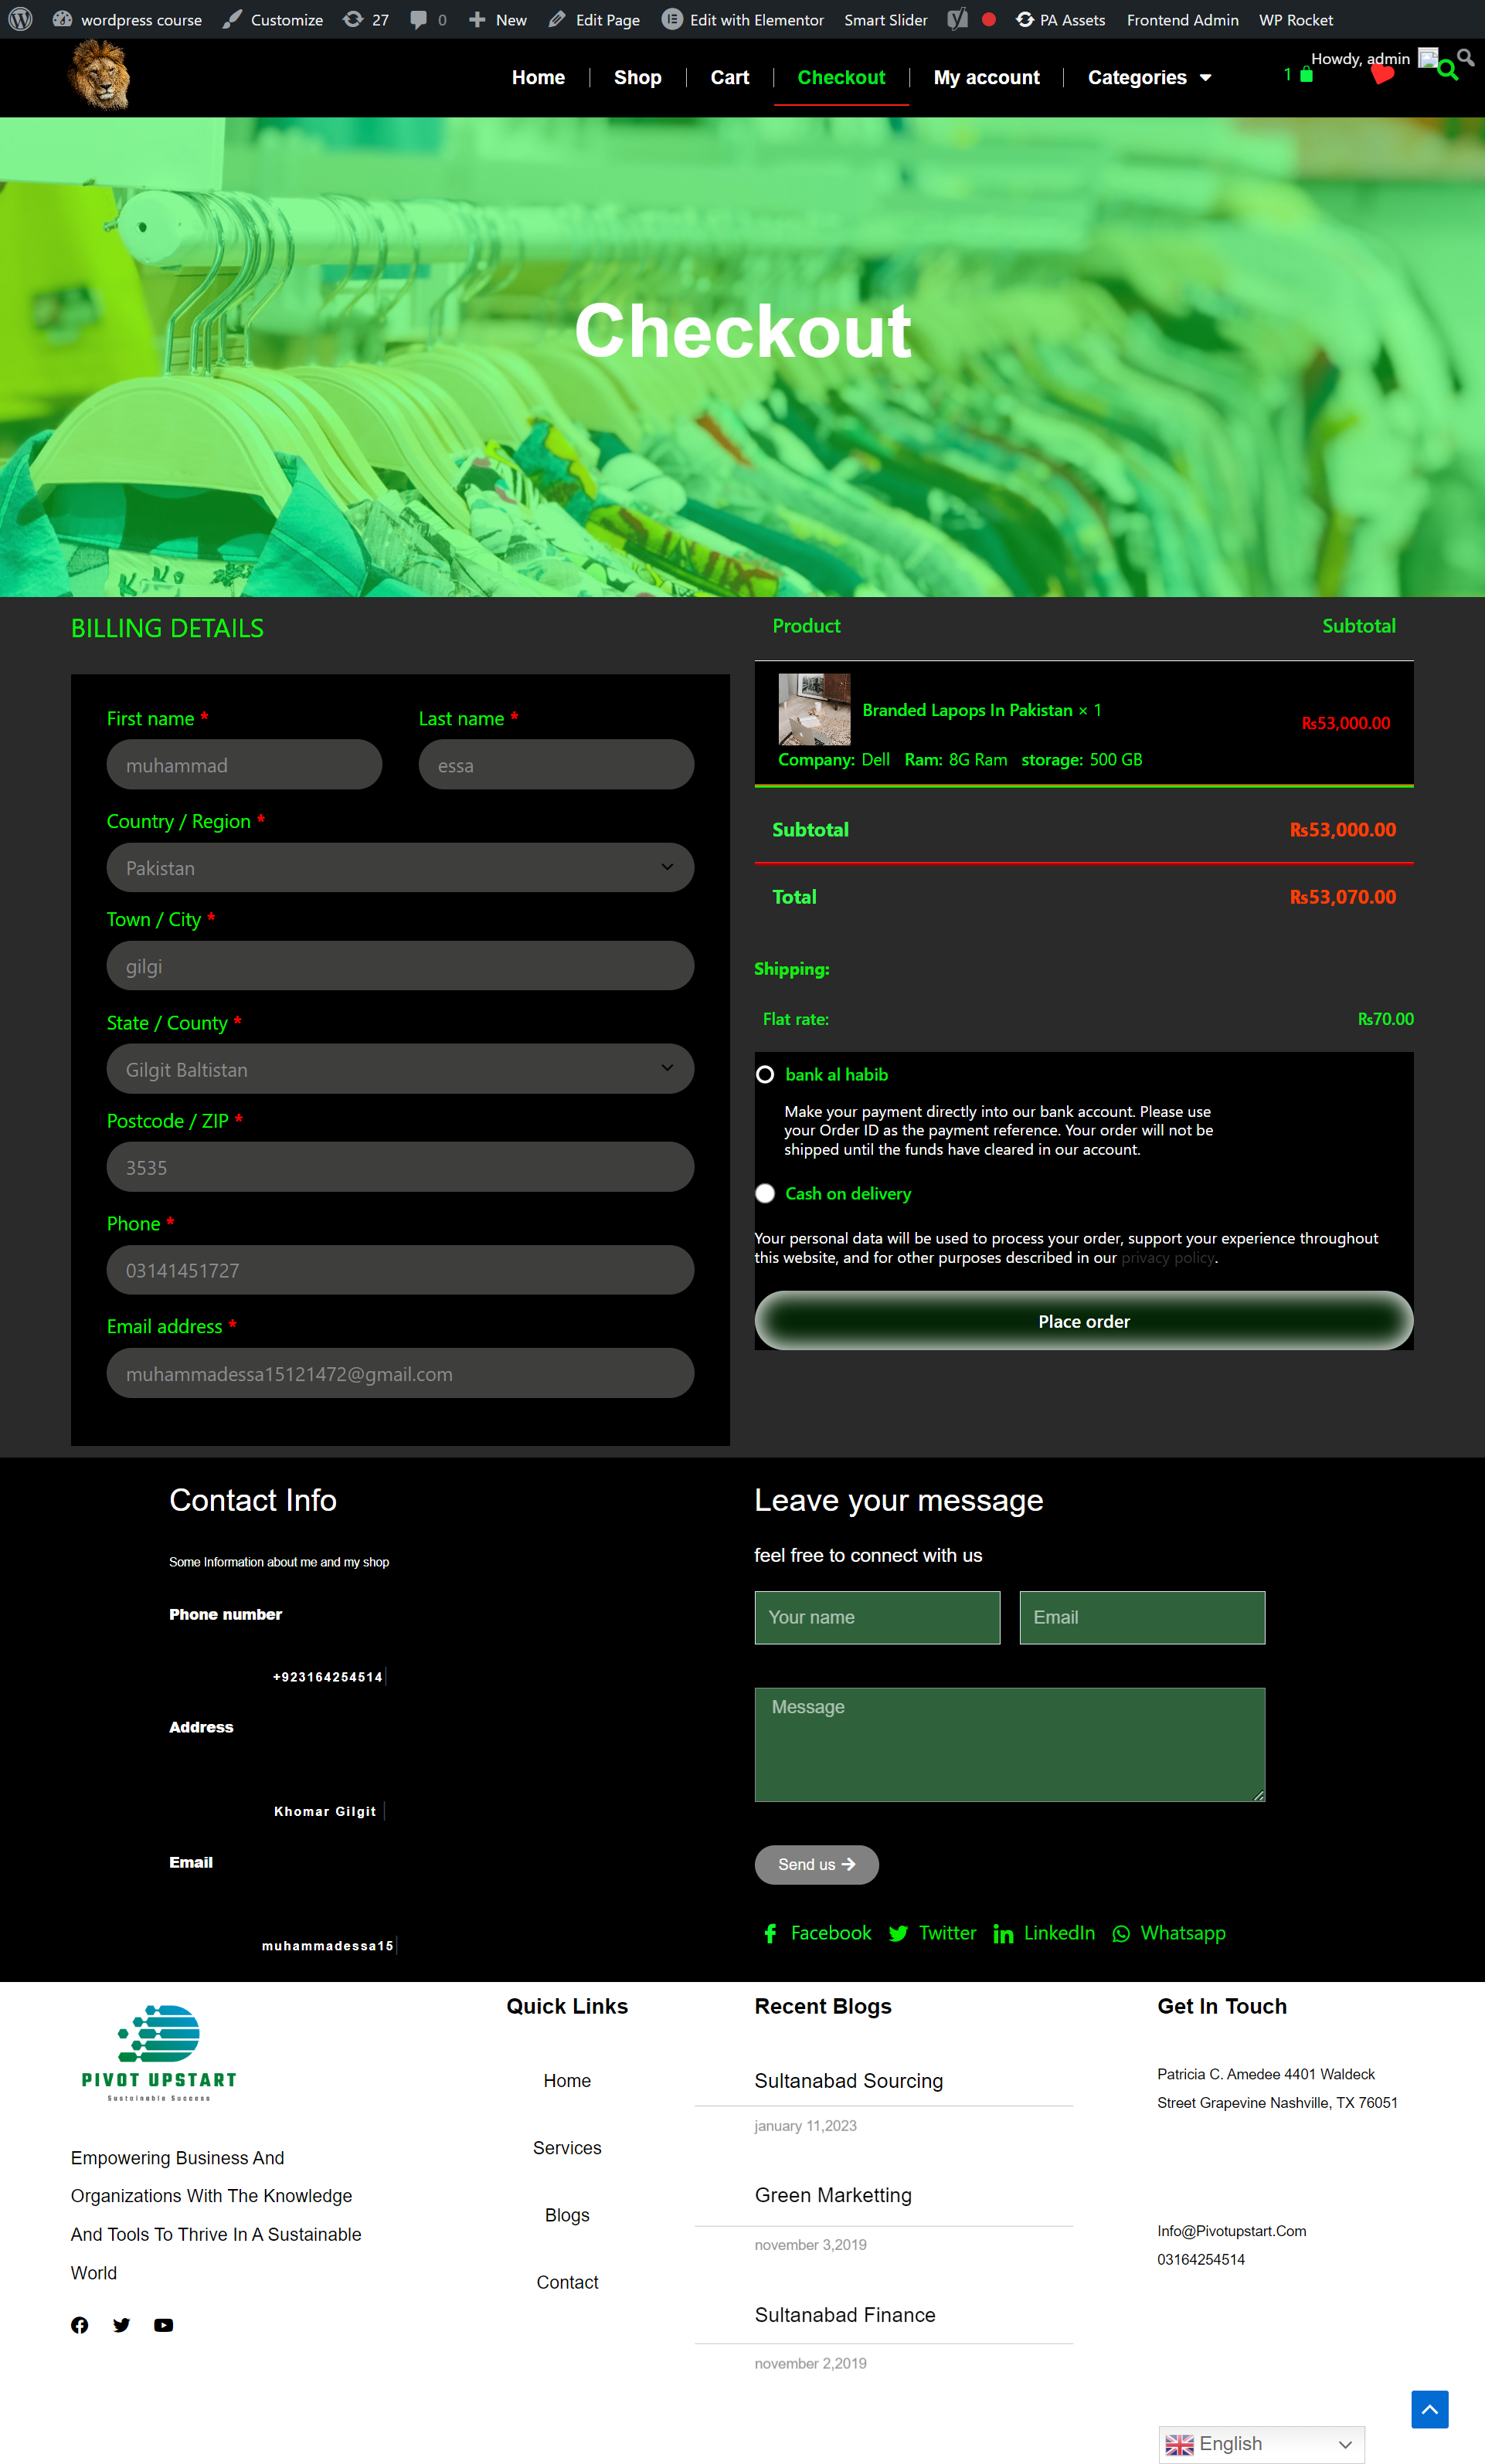 wordpress course Customize 27 0 New Edit Page Edit with Elementor Smart Slider PA Assets Frontend Admin WP Rocket
Howdy, admin
Home Shop Cart Checkout My account Categories 1
Checkout
BILLING DETAILS
First name * Last name *
muhammad essa
Country / Region *
Pakistan
Town / City *
gilgi
State / County *
Gilgit Baltistan
Postcode / ZIP *
3535
Phone *
03141451727
Email address *
muhammadessa15121472@gmail.com
Product Subtotal
Branded Lapops In Pakistan × 1
₨53,000.00
Company: Dell Ram: 8G Ram storage: 500 GB
Subtotal ₨53,000.00
Total ₨53,070.00
Shipping:
Flat rate: ₨70.00
bank al habib
Make your payment directly into our bank account. Please use
your Order ID as the payment reference. Your order will not be
shipped until the funds have cleared in our account.
Cash on delivery
Your personal data will be used to process your order, support your experience throughout
this website, and for other purposes described in our privacy policy.
Place order
Contact Info
Some Information about me and my shop
Phone number
+923164254514
Address
Khomar Gilgit
Email
muhammadessa15
Leave your message
feel free to connect with us
Your name Email
Message
Send us
Facebook Twitter LinkedIn Whatsapp
PIVOT UPSTART
Sustainable Success
Empowering Business And
Organizations With The Knowledge
And Tools To Thrive In A Sustainable
World
Quick Links
Home
Services
Blogs
Contact
Recent Blogs
Sultanabad Sourcing
january 11,2023
Green Marketting
november 3,2019
Sultanabad Finance
november 2,2019
Get In Touch
Patricia C. Amedee 4401 Waldeck
Street Grapevine Nashville, TX 76051
Info@Pivotupstart.Com
03164254514
English